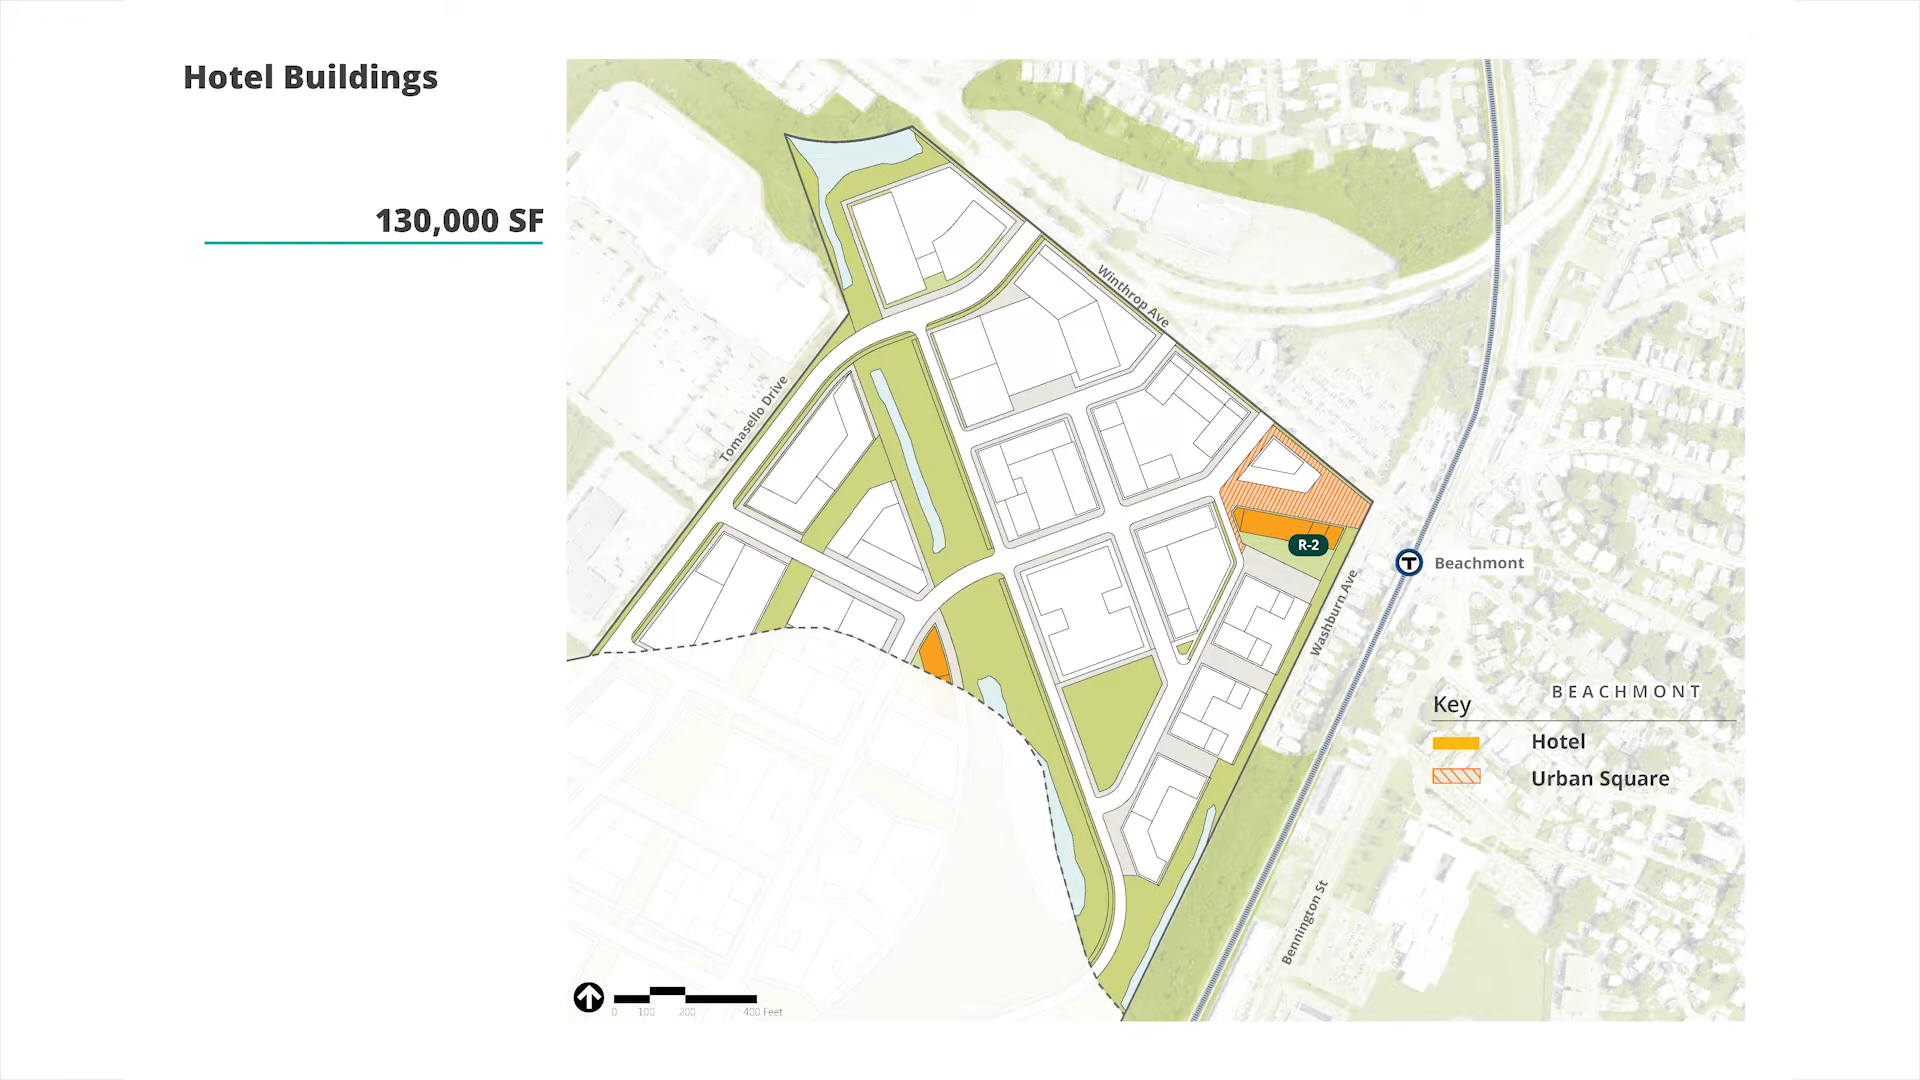 Hotel Buildings
130,000 SF
Winthrop Ave
Tomasello Drive
R-2
T
Beachmont
Washburn Ave
BEACHMONT
Key
Hotel
Urban Square
Bennington St
0 100 200 400 Feet